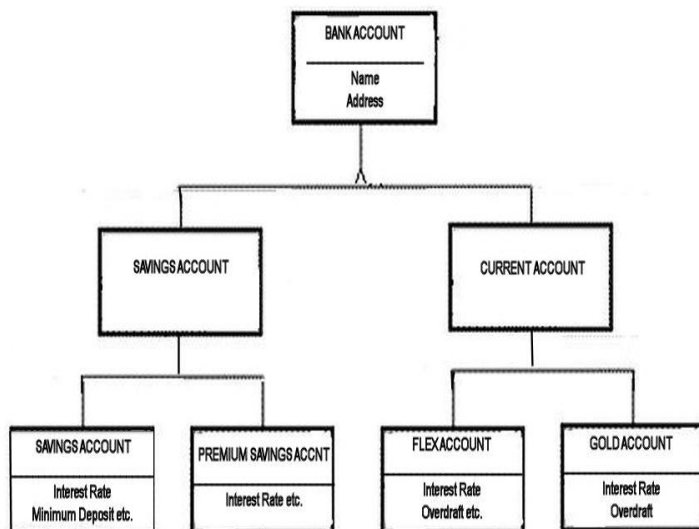 BANK ACCOUNT
Name
Address
SAVINGS ACCOUNT
CURRENT ACCOUNT
SAVINGS ACCOUNT
Interest Rate
Minimum Deposit etc.
PREMIUM SAVINGS ACCNT
Interest Rate etc.
FLEX ACCOUNT
Interest Rate
Overdraft etc.
GOLD ACCOUNT
Interest Rate
Overdraft